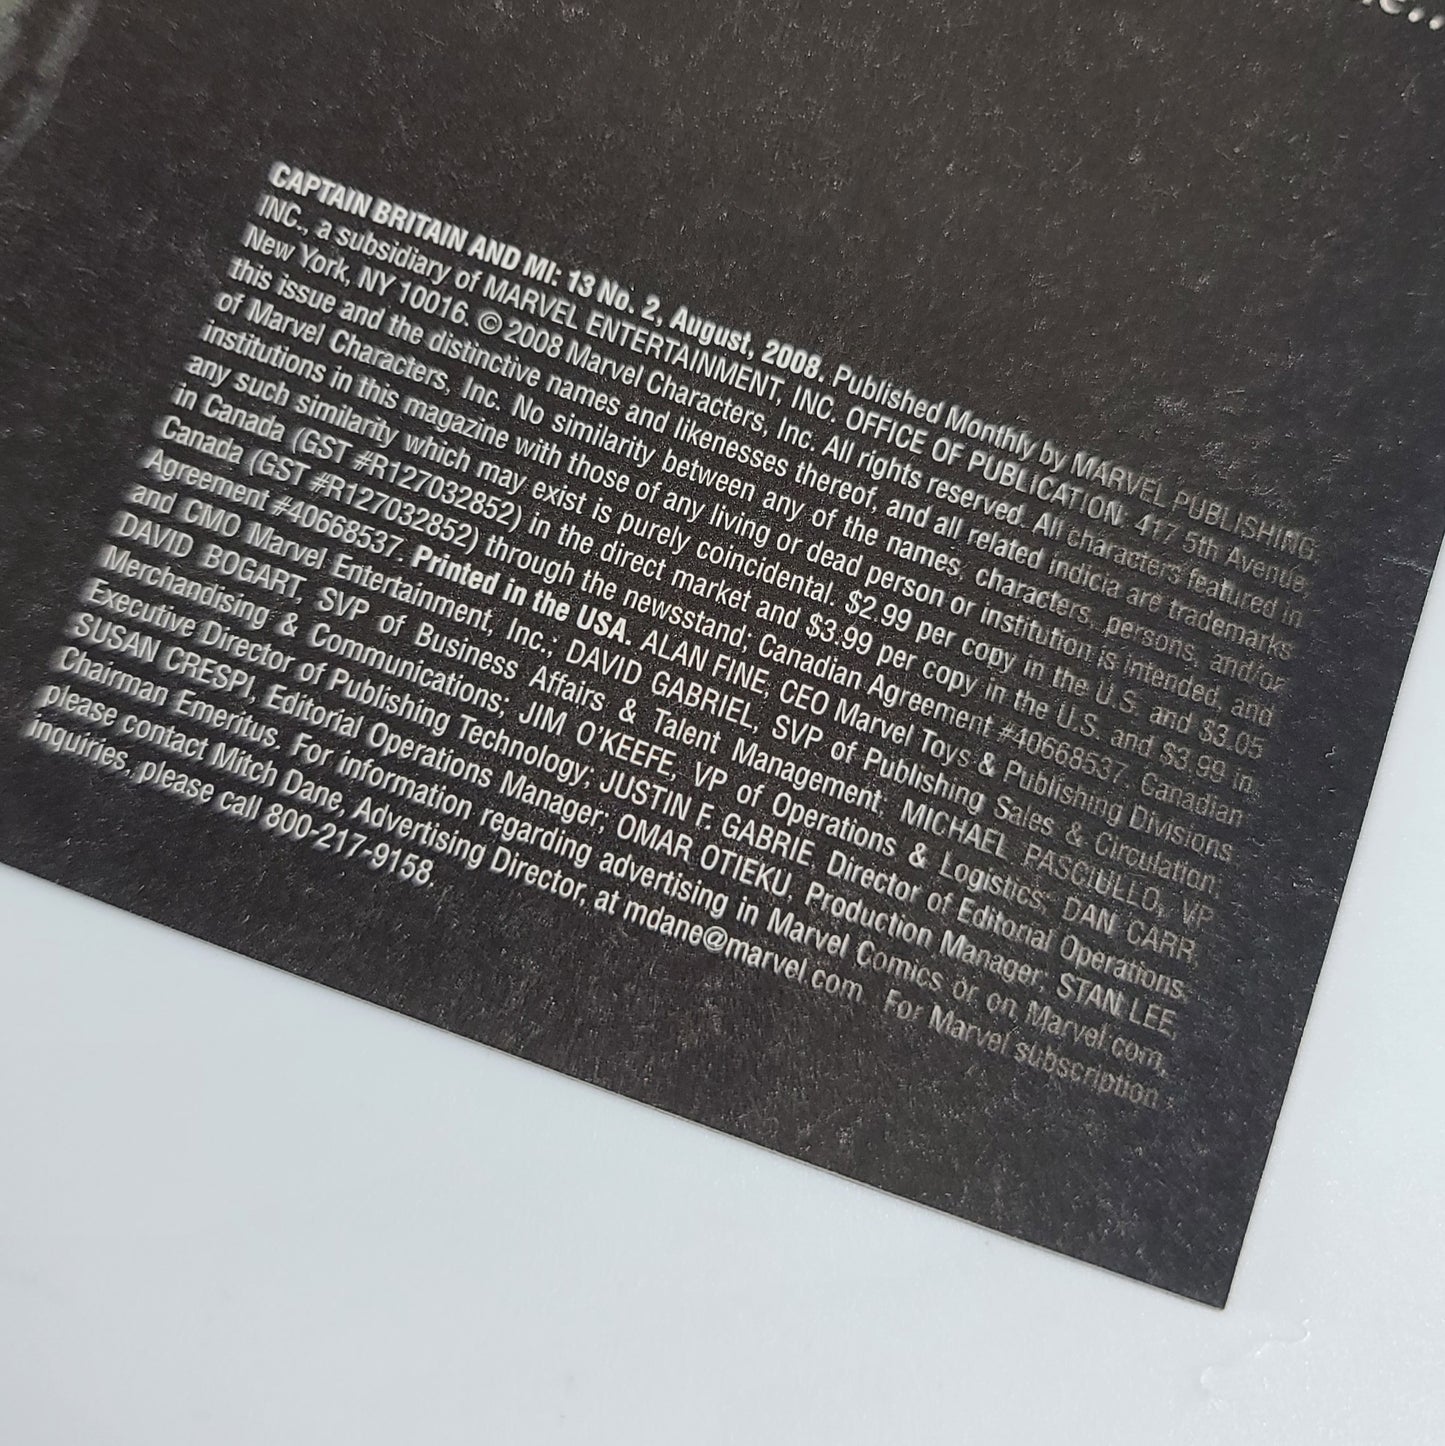 CAPTAIN BRITAIN AND MI: 13 No. 2, August, 2008. Published Monthly by MARVEL PUBLISHING,
INC., a subsidiary of MARVEL ENTERTAINMENT, INC. OFFICE OF PUBLICATION: 417 5th Avenue,
New York, NY 10016. © 2008 Marvel Characters, Inc. All rights reserved. All characters featured in
this issue and the distinctive names and likenesses thereof, and all related indicia are trademarks
of Marvel Characters, Inc. No similarity between any of the names, characters, persons, and/or
institutions in this magazine with those of any living or dead person or institution is intended, and
any such similarity which may exist is purely coincidental. $2.99 per copy in the U.S. and $3.05
in Canada (GST #R127032852) in the direct market and $3.99 per copy in the U.S. and $3.99 in
Canada (GST #R127032852) through the newsstand; Canadian Agreement #40668537. Canadian
Agreement #40668537. Printed in the USA. ALAN FINE, CEO Marvel Toys & Publishing Divisions
and CMO Marvel Entertainment, Inc.; DAVID GABRIEL, SVP of Publishing Sales & Circulation;
DAVID BOGART, SVP of Business Affairs & Talent Management; MICHAEL PASCIULLO, VP
Merchandising & Communications; JIM O'KEEFE, VP of Operations & Logistics; DAN CARR,
Executive Director of Publishing Technology; JUSTIN F. GABRIE, Director of Editorial Operations;
SUSAN CRESPI, Editorial Operations Manager; OMAR OTIEKU, Production Manager; STAN LEE,
Chairman Emeritus. For information regarding advertising in Marvel Comics or on Marvel.com,
please contact Mitch Dane, Advertising Director, at mdane@marvel.com. For Marvel subscription
inquiries, please call 800-217-9158.